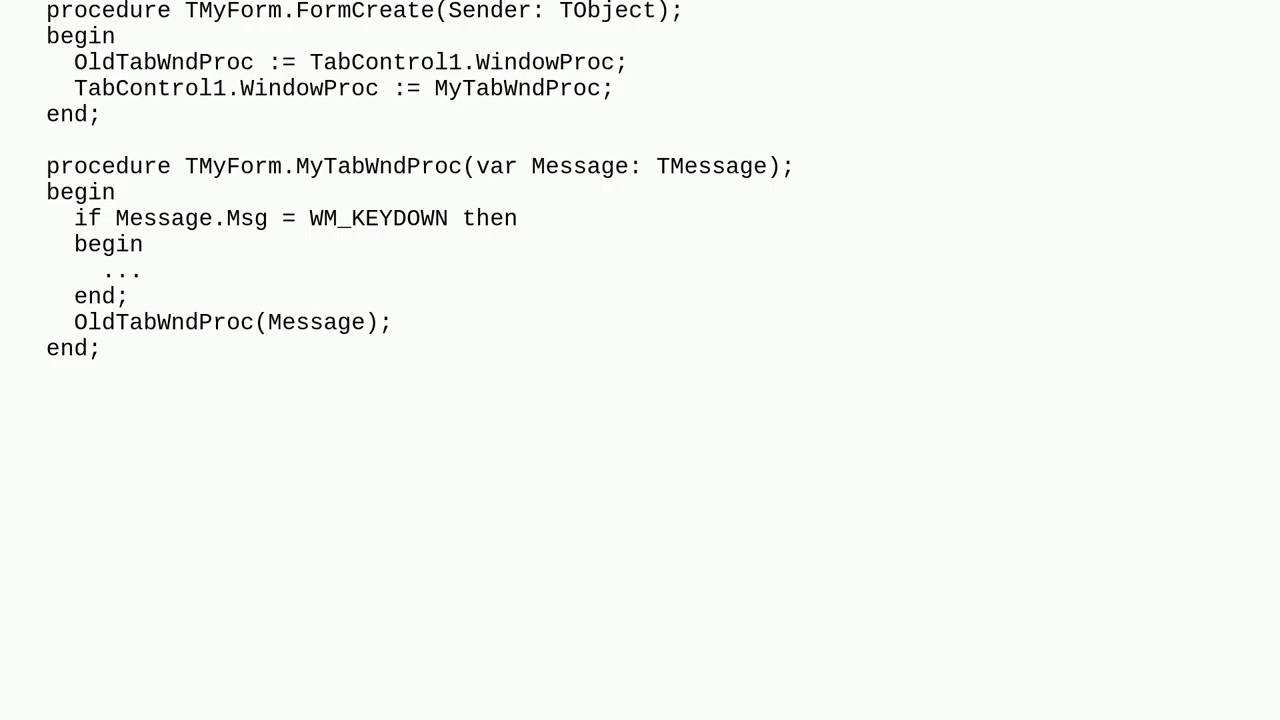 procedure TMyForm.FormCreate(Sender: TObject);
begin
  OldTabWndProc := TabControl1.WindowProc;
  TabControl1.WindowProc := MyTabWndProc;
end;

procedure TMyForm.MyTabWndProc(var Message: TMessage);
begin
  if Message.Msg = WM_KEYDOWN then
  begin
    ...
  end;
  OldTabWndProc(Message);
end;